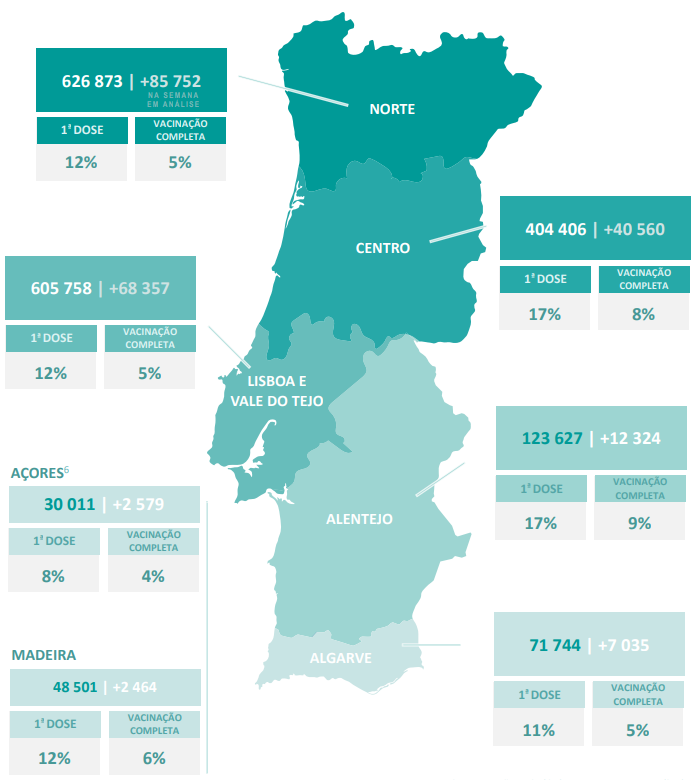 626 873 | +85 752
NA SEMANA
EM ANÁLISE
1ª DOSE
VACINAÇÃO
COMPLETA
12%
5%
NORTE
404 406 | +40 560
1ª DOSE
VACINAÇÃO
COMPLETA
17%
8%
CENTRO
605 758 | +68 357
1ª DOSE
VACINAÇÃO
COMPLETA
12%
5%
LISBOA E
VALE DO TEJO
123 627 | +12 324
1ª DOSE
VACINAÇÃO
COMPLETA
17%
9%
ALENTEJO
AÇORES⁶
30 011 | +2 579
1ª DOSE
VACINAÇÃO
COMPLETA
8%
4%
71 744 | +7 035
1ª DOSE
VACINAÇÃO
COMPLETA
11%
5%
ALGARVE
MADEIRA
48 501 | +2 464
1ª DOSE
VACINAÇÃO
COMPLETA
12%
6%